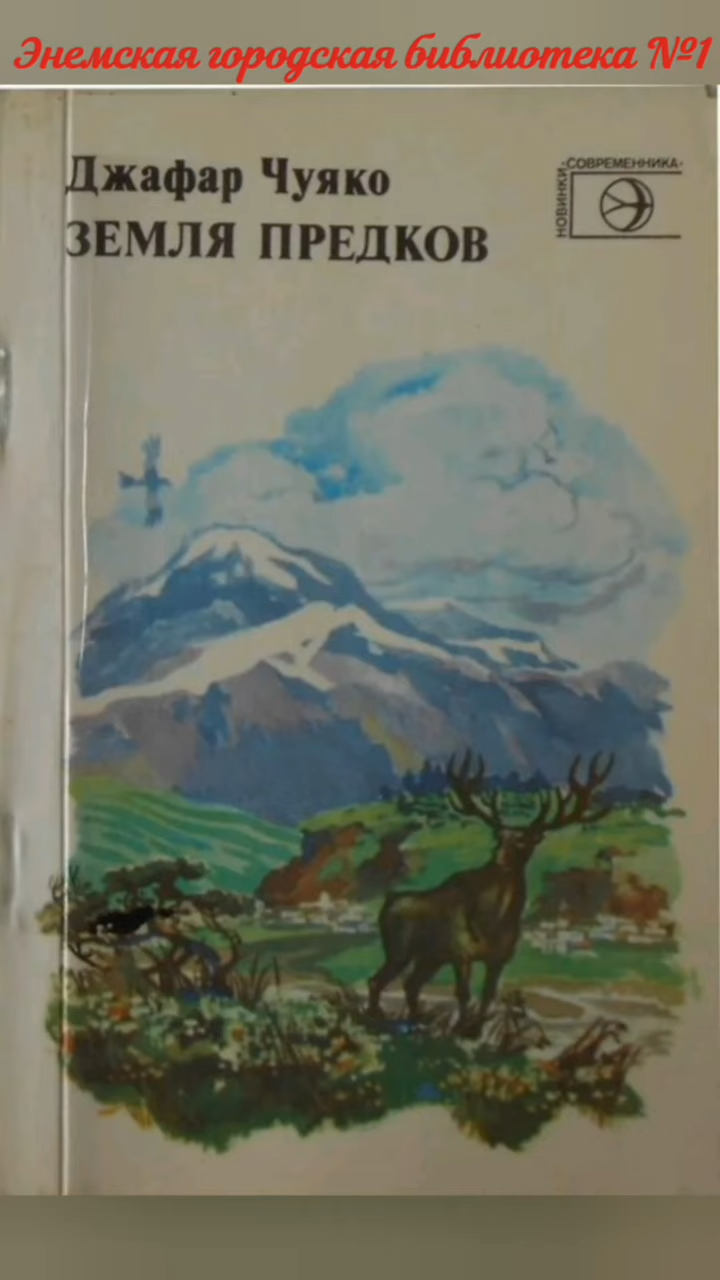 Энемская городская библиотека №1
Джафар Чуяко
ЗЕМЛЯ ПРЕДКОВ
НОВИНКИ
«СОВРЕМЕННИКА»